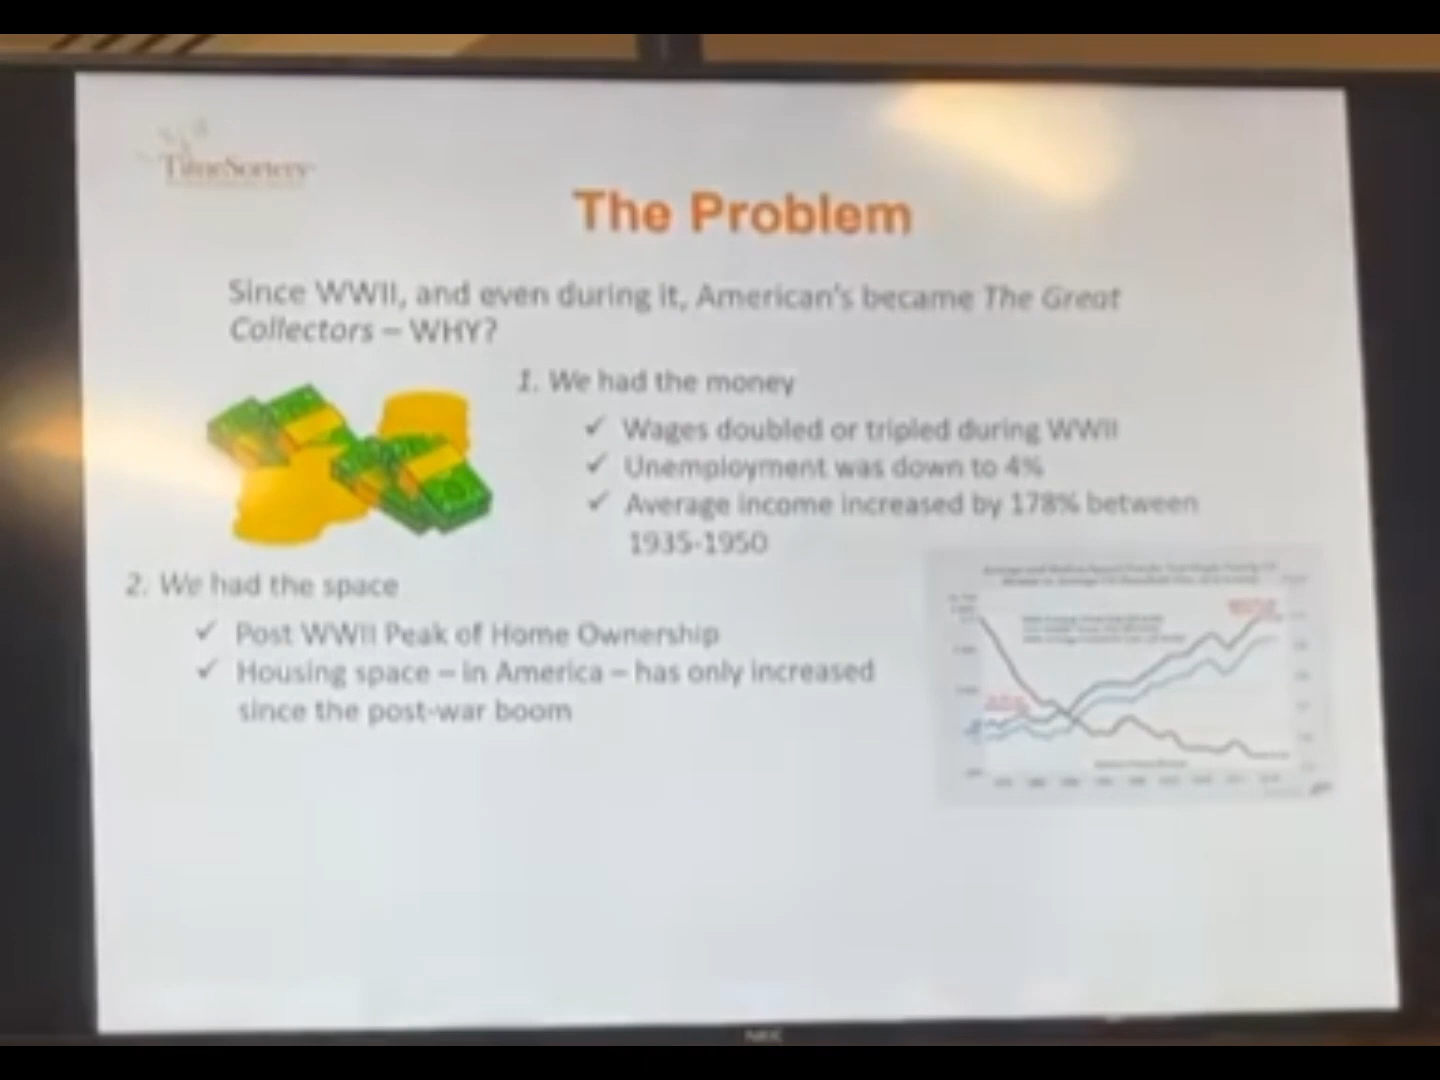 TimeSorters
The Problem
Since WWII, and even during it, American's became The Great
Collectors – WHY?
1. We had the money
✓ Wages doubled or tripled during WWII
✓ Unemployment was down to 4%
✓ Average income increased by 178% between
1935-1950
2. We had the space
✓ Post WWII Peak of Home Ownership
✓ Housing space – in America – has only increased
since the post-war boom
NEC